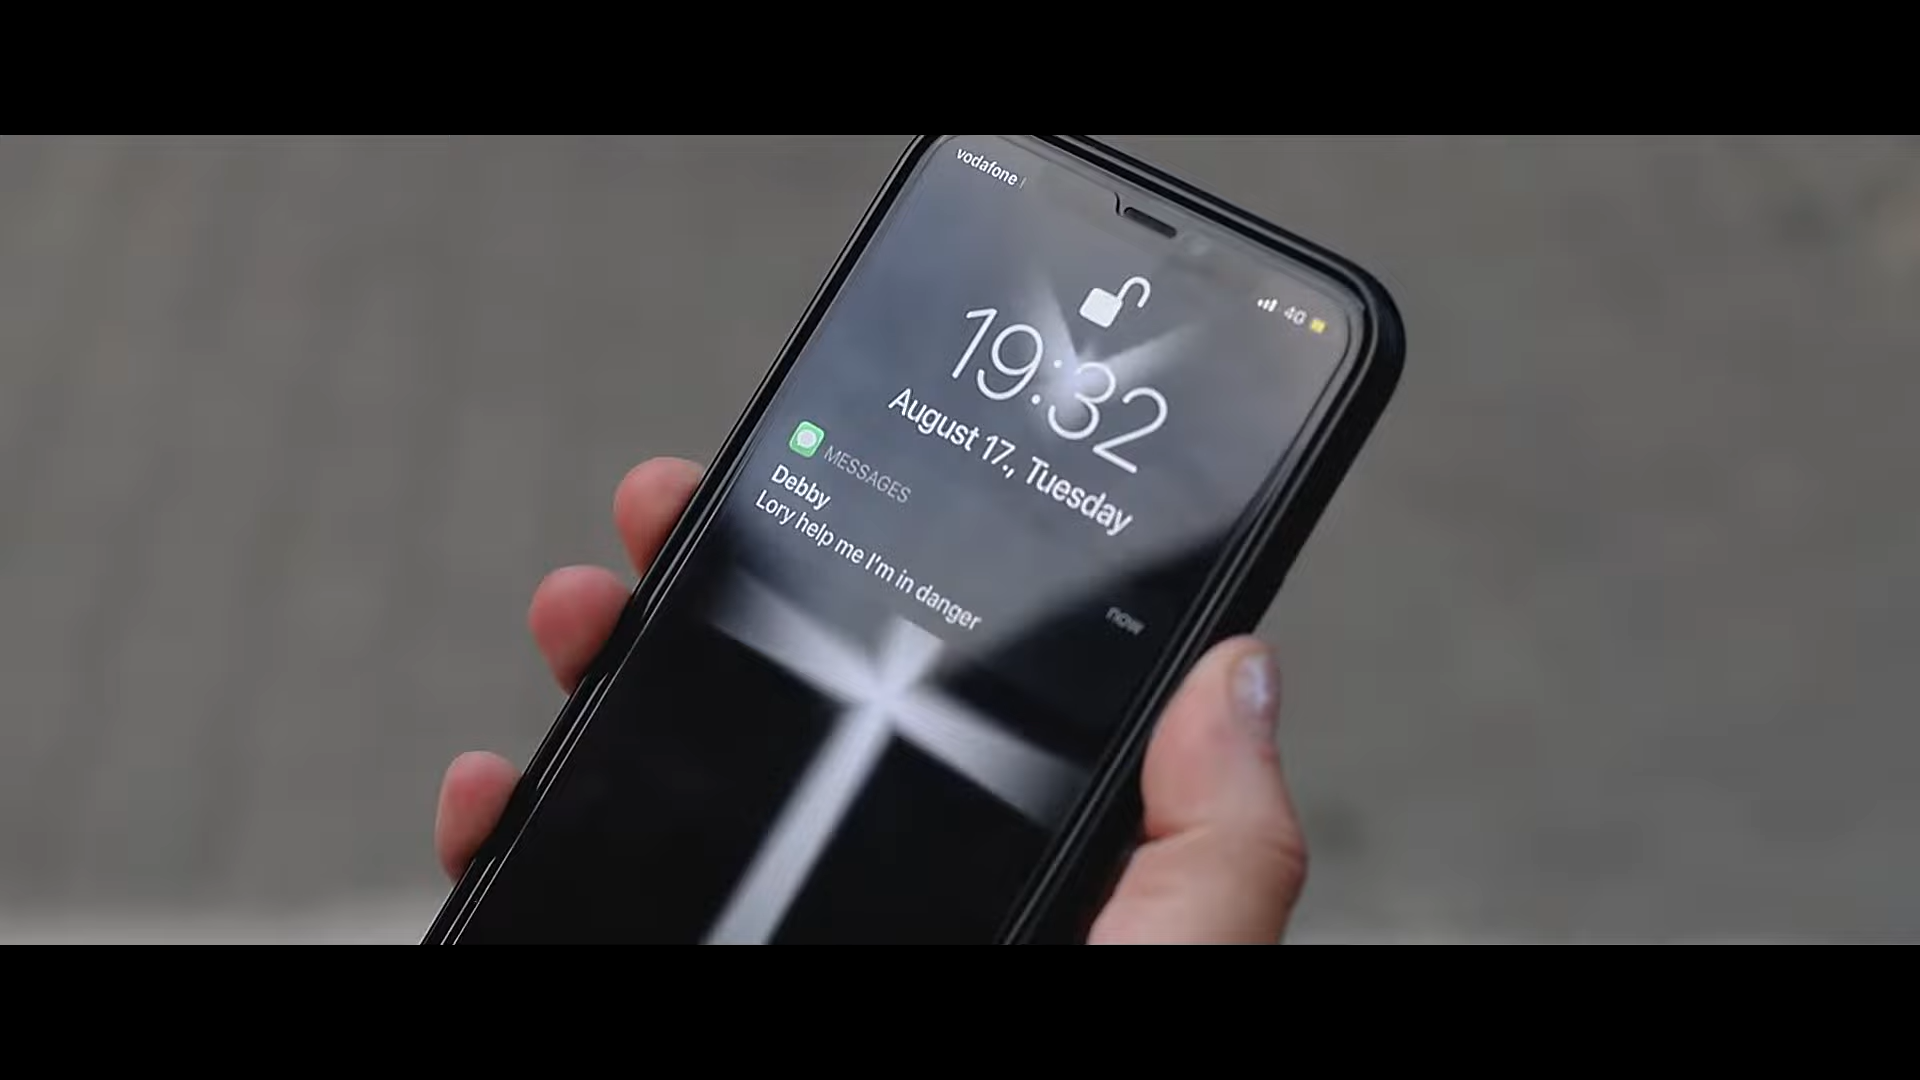 vodafone
4G
19:32
August 17., Tuesday
MESSAGES
now
Debby
Lory help me I'm in danger